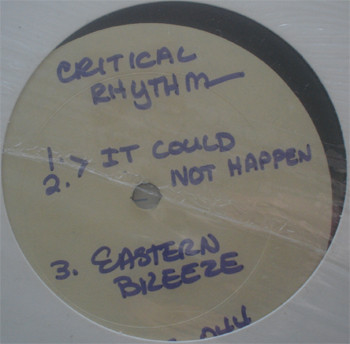 CRITICAL
RHYTHM
1. > IT COULD
2. NOT HAPPEN
3. EASTERN
BREEZE